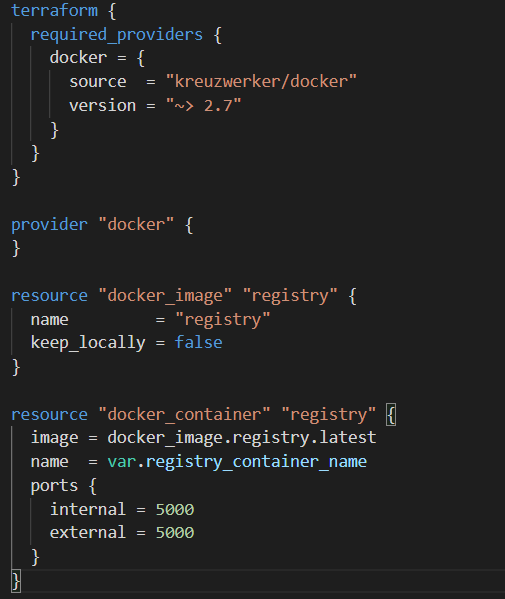 terraform {
  required_providers {
    docker = {
      source  = "kreuzwerker/docker"
      version = "~> 2.7"
    }
  }
}

provider "docker" {
}

resource "docker_image" "registry" {
  name         = "registry"
  keep_locally = false
}

resource "docker_container" "registry" {
  image = docker_image.registry.latest
  name  = var.registry_container_name
  ports {
    internal = 5000
    external = 5000
  }
}